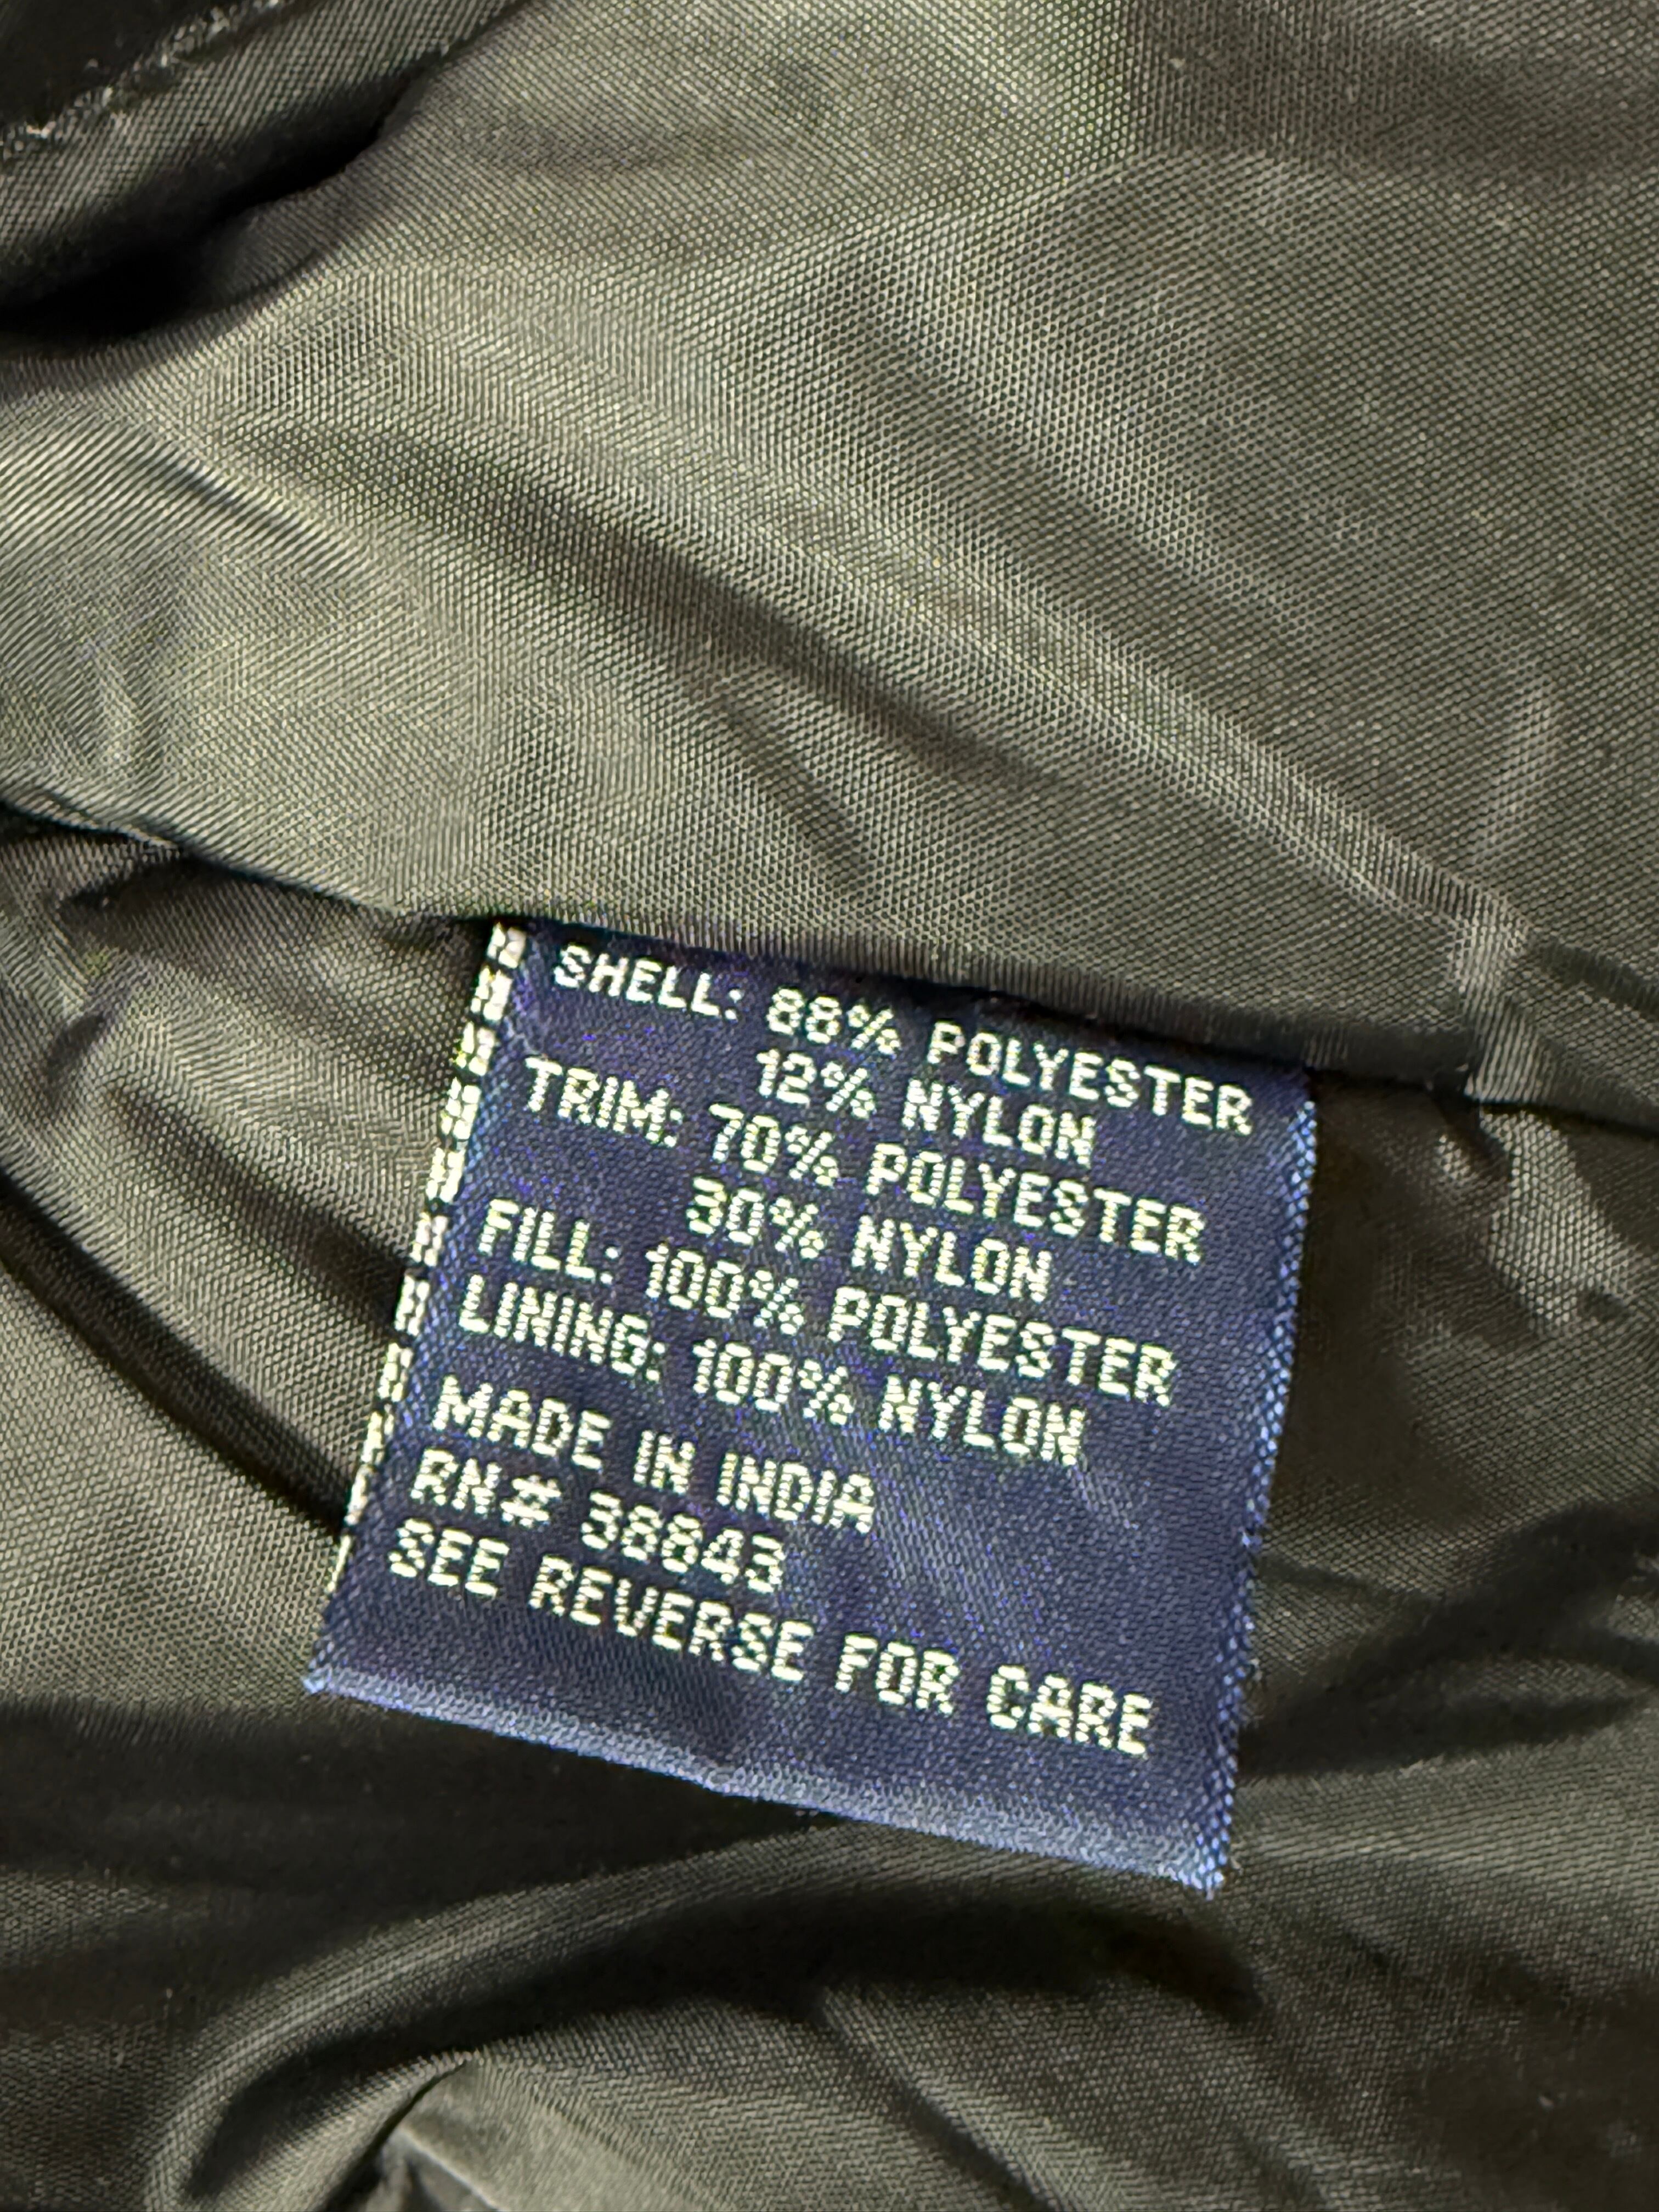 SHELL: 88% POLYESTER
12% NYLON
TRIM: 70% POLYESTER
30% NYLON
FILL: 100% POLYESTER
LINING: 100% NYLON
MADE IN INDIA
RN# 38843
SEE REVERSE FOR CARE